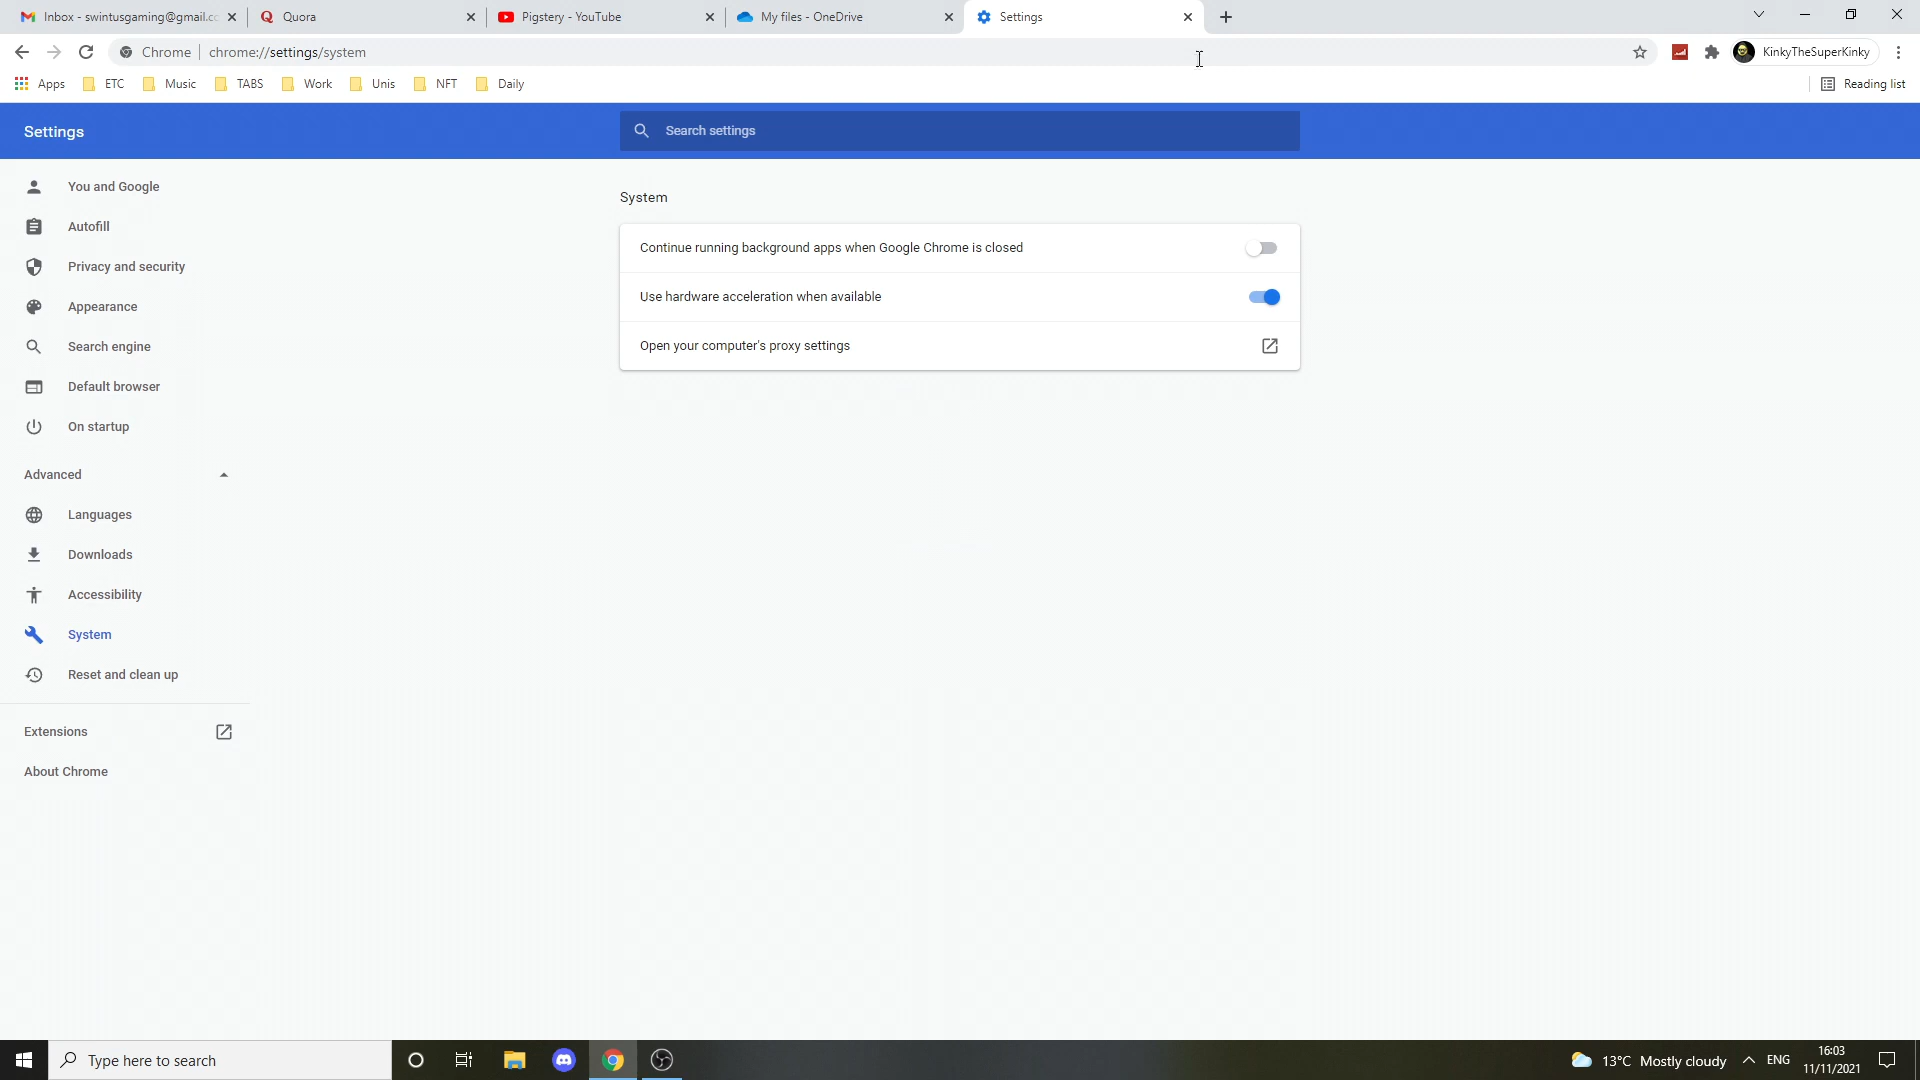 Inbox - swintusgaming@gmail.cc
Quora
Pigstery - YouTube
My files - OneDrive
Settings
Chrome
chrome://settings/system
KinkyTheSuperKinky
Apps
ETC
Music
TABS
Work
Unis
NFT
Daily
Reading list
Settings
Search settings
You and Google
Autofill
Privacy and security
Appearance
Search engine
Default browser
On startup
Advanced
Languages
Downloads
Accessibility
System
Reset and clean up
Extensions
About Chrome
System
Continue running background apps when Google Chrome is closed
Use hardware acceleration when available
Open your computer's proxy settings
Type here to search
13°C Mostly cloudy
ENG
16:03
11/11/2021